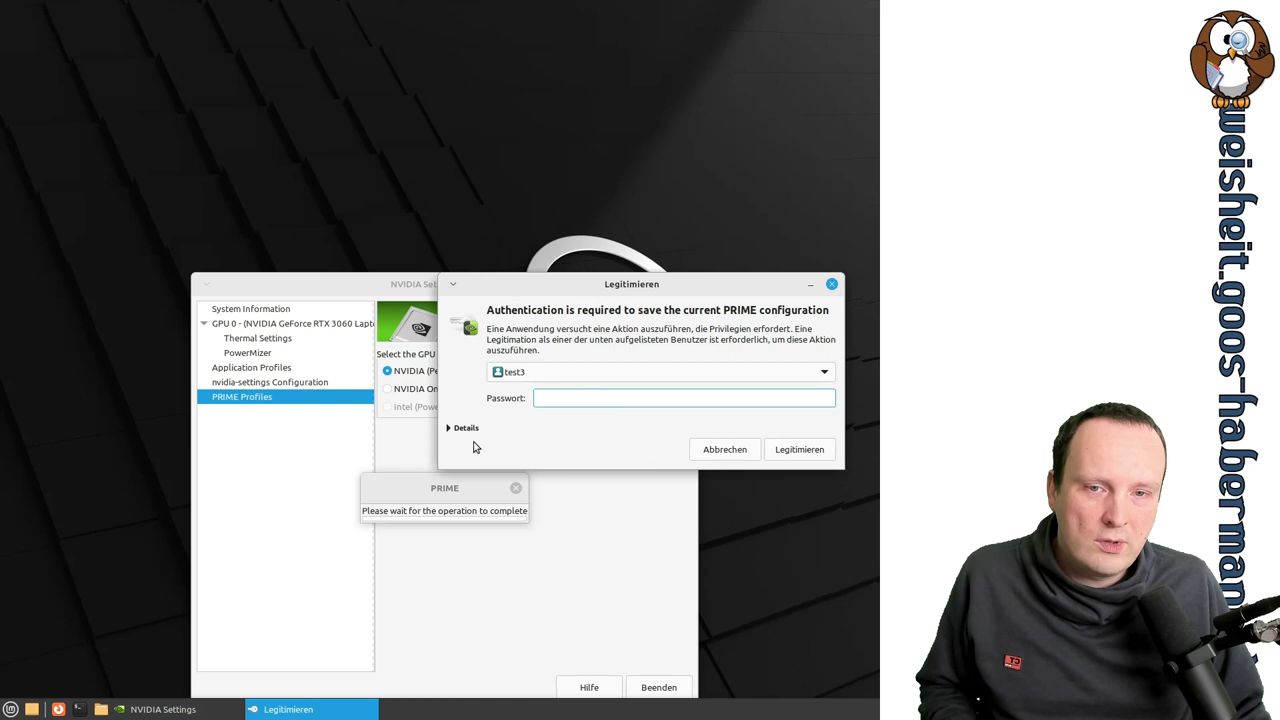 NVIDIA Set
System Information
GPU 0 - (NVIDIA GeForce RTX 3060 Lapt
Thermal Settings
PowerMizer
Application Profiles
nvidia-settings Configuration
PRIME Profiles
Select the GPU
NVIDIA (Pe
NVIDIA On
Intel (Powe
Legitimieren
Authentication is required to save the current PRIME configuration
Eine Anwendung versucht eine Aktion auszuführen, die Privilegien erfordert. Eine
Legitimation als einer der unten aufgelisteten Benutzer ist erforderlich, um diese Aktion
auszuführen.
test3
Passwort:
Details
Abbrechen
Legitimieren
PRIME
Please wait for the operation to complete
Hilfe
Beenden
NVIDIA Settings
Legitimieren
weisheit.goos-haberman